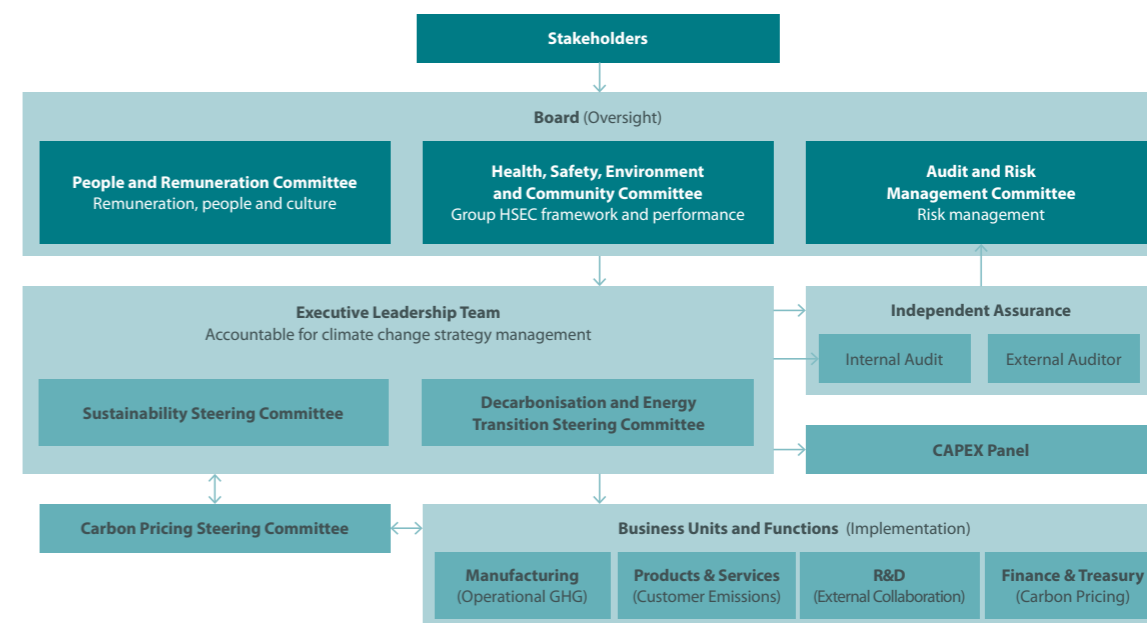 Stakeholders
Board (Oversight)
People and Remuneration Committee
Remuneration, people and culture
Health, Safety, Environment
and Community Committee
Group HSEC framework and performance
Audit and Risk
Management Committee
Risk management
Executive Leadership Team
Accountable for climate change strategy management
Sustainability Steering Committee
Decarbonisation and Energy
Transition Steering Committee
Independent Assurance
Internal Audit
External Auditor
CAPEX Panel
Carbon Pricing Steering Committee
Business Units and Functions (Implementation)
Manufacturing
(Operational GHG)
Products & Services
(Customer Emissions)
R&D
(External Collaboration)
Finance & Treasury
(Carbon Pricing)